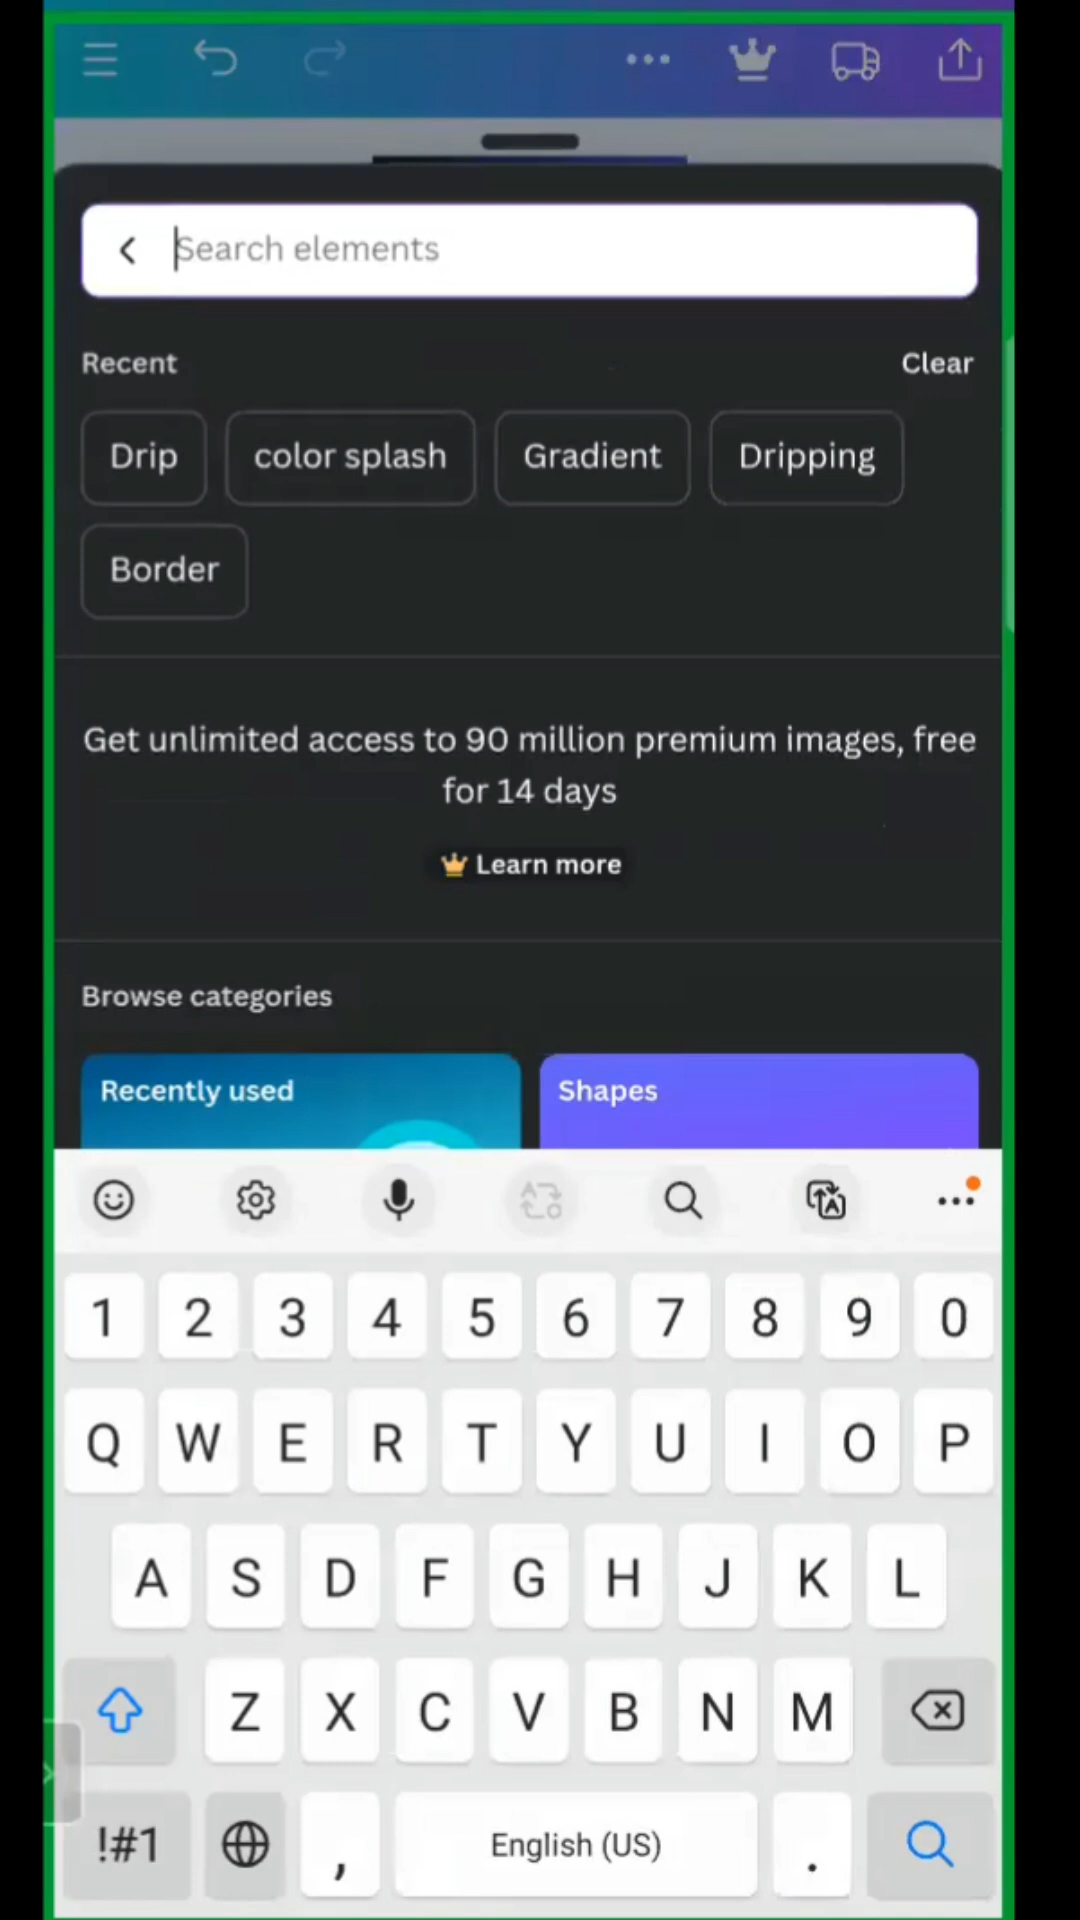 Search elements
Recent Clear
Drip color splash Gradient Dripping
Border
Get unlimited access to 90 million premium images, free
for 14 days
Learn more
Browse categories
Recently used Shapes
1 2 3 4 5 6 7 8 9 0
Q W E R T Y U I O P
A S D F G H J K L
Z X C V B N M
!#1 , English (US) .